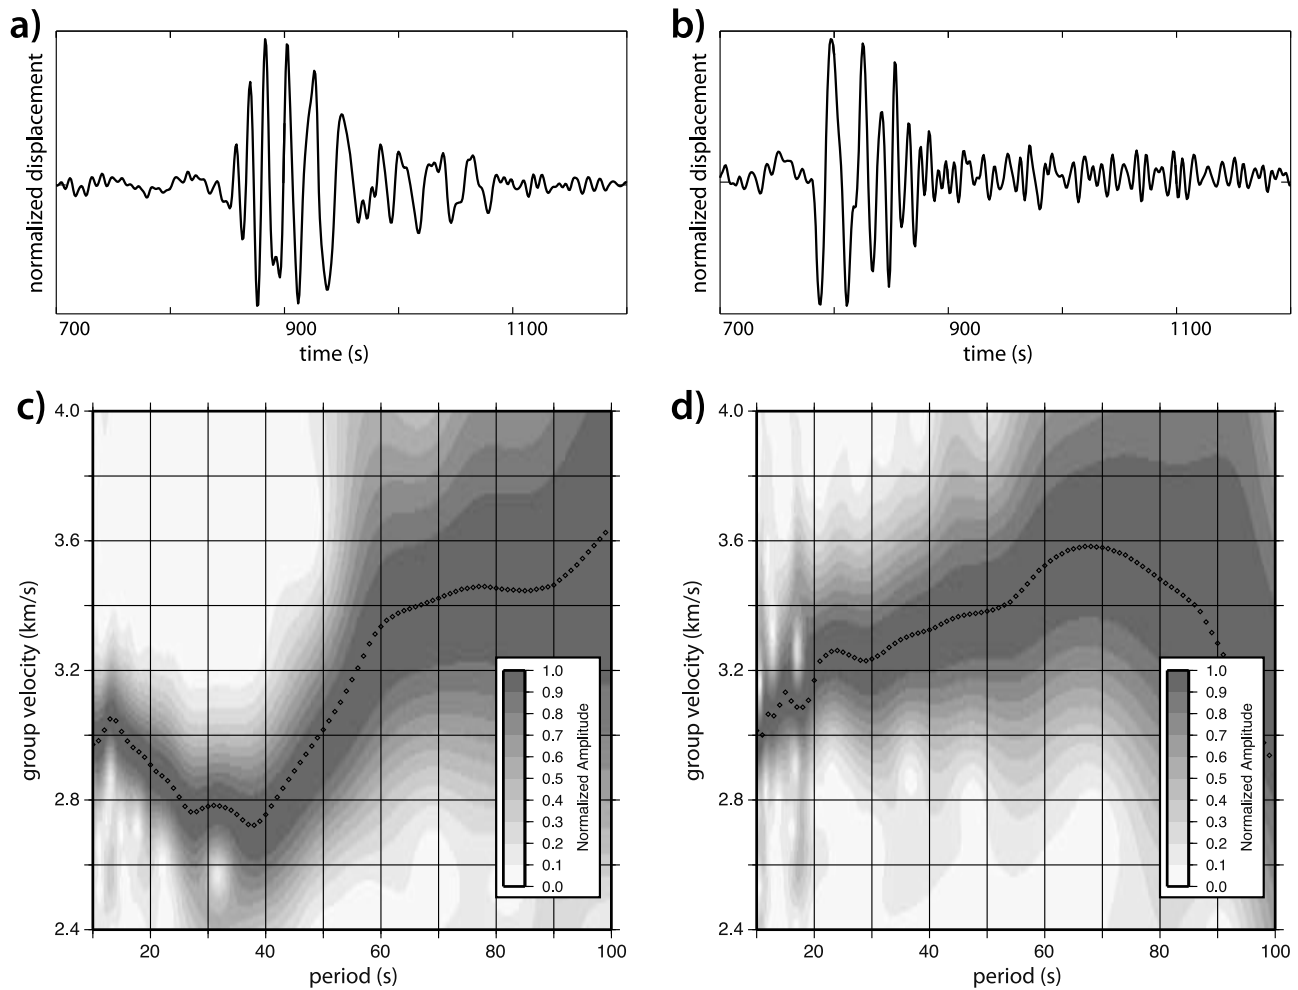 a)
normalized displacement
700 900 1100
time (s)
b)
normalized displacement
700 900 1100
time (s)
c)
group velocity (km/s)
4.0
3.6
3.2
2.8
2.4
20 40 60 80 100
period (s)
1.0
0.9
0.8
0.7
0.6
0.5
0.4
0.3
0.2
0.1
0.0
Normalized Amplitude
d)
group velocity (km/s)
4.0
3.6
3.2
2.8
2.4
20 40 60 80 100
period (s)
1.0
0.9
0.8
0.7
0.6
0.5
0.4
0.3
0.2
0.1
0.0
Normalized Amplitude